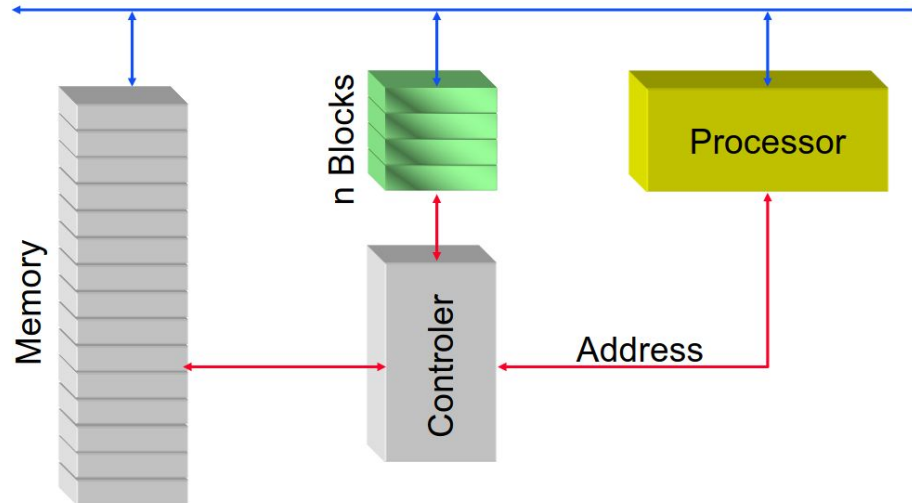 Memory
n Blocks
Processor
Controler
Address